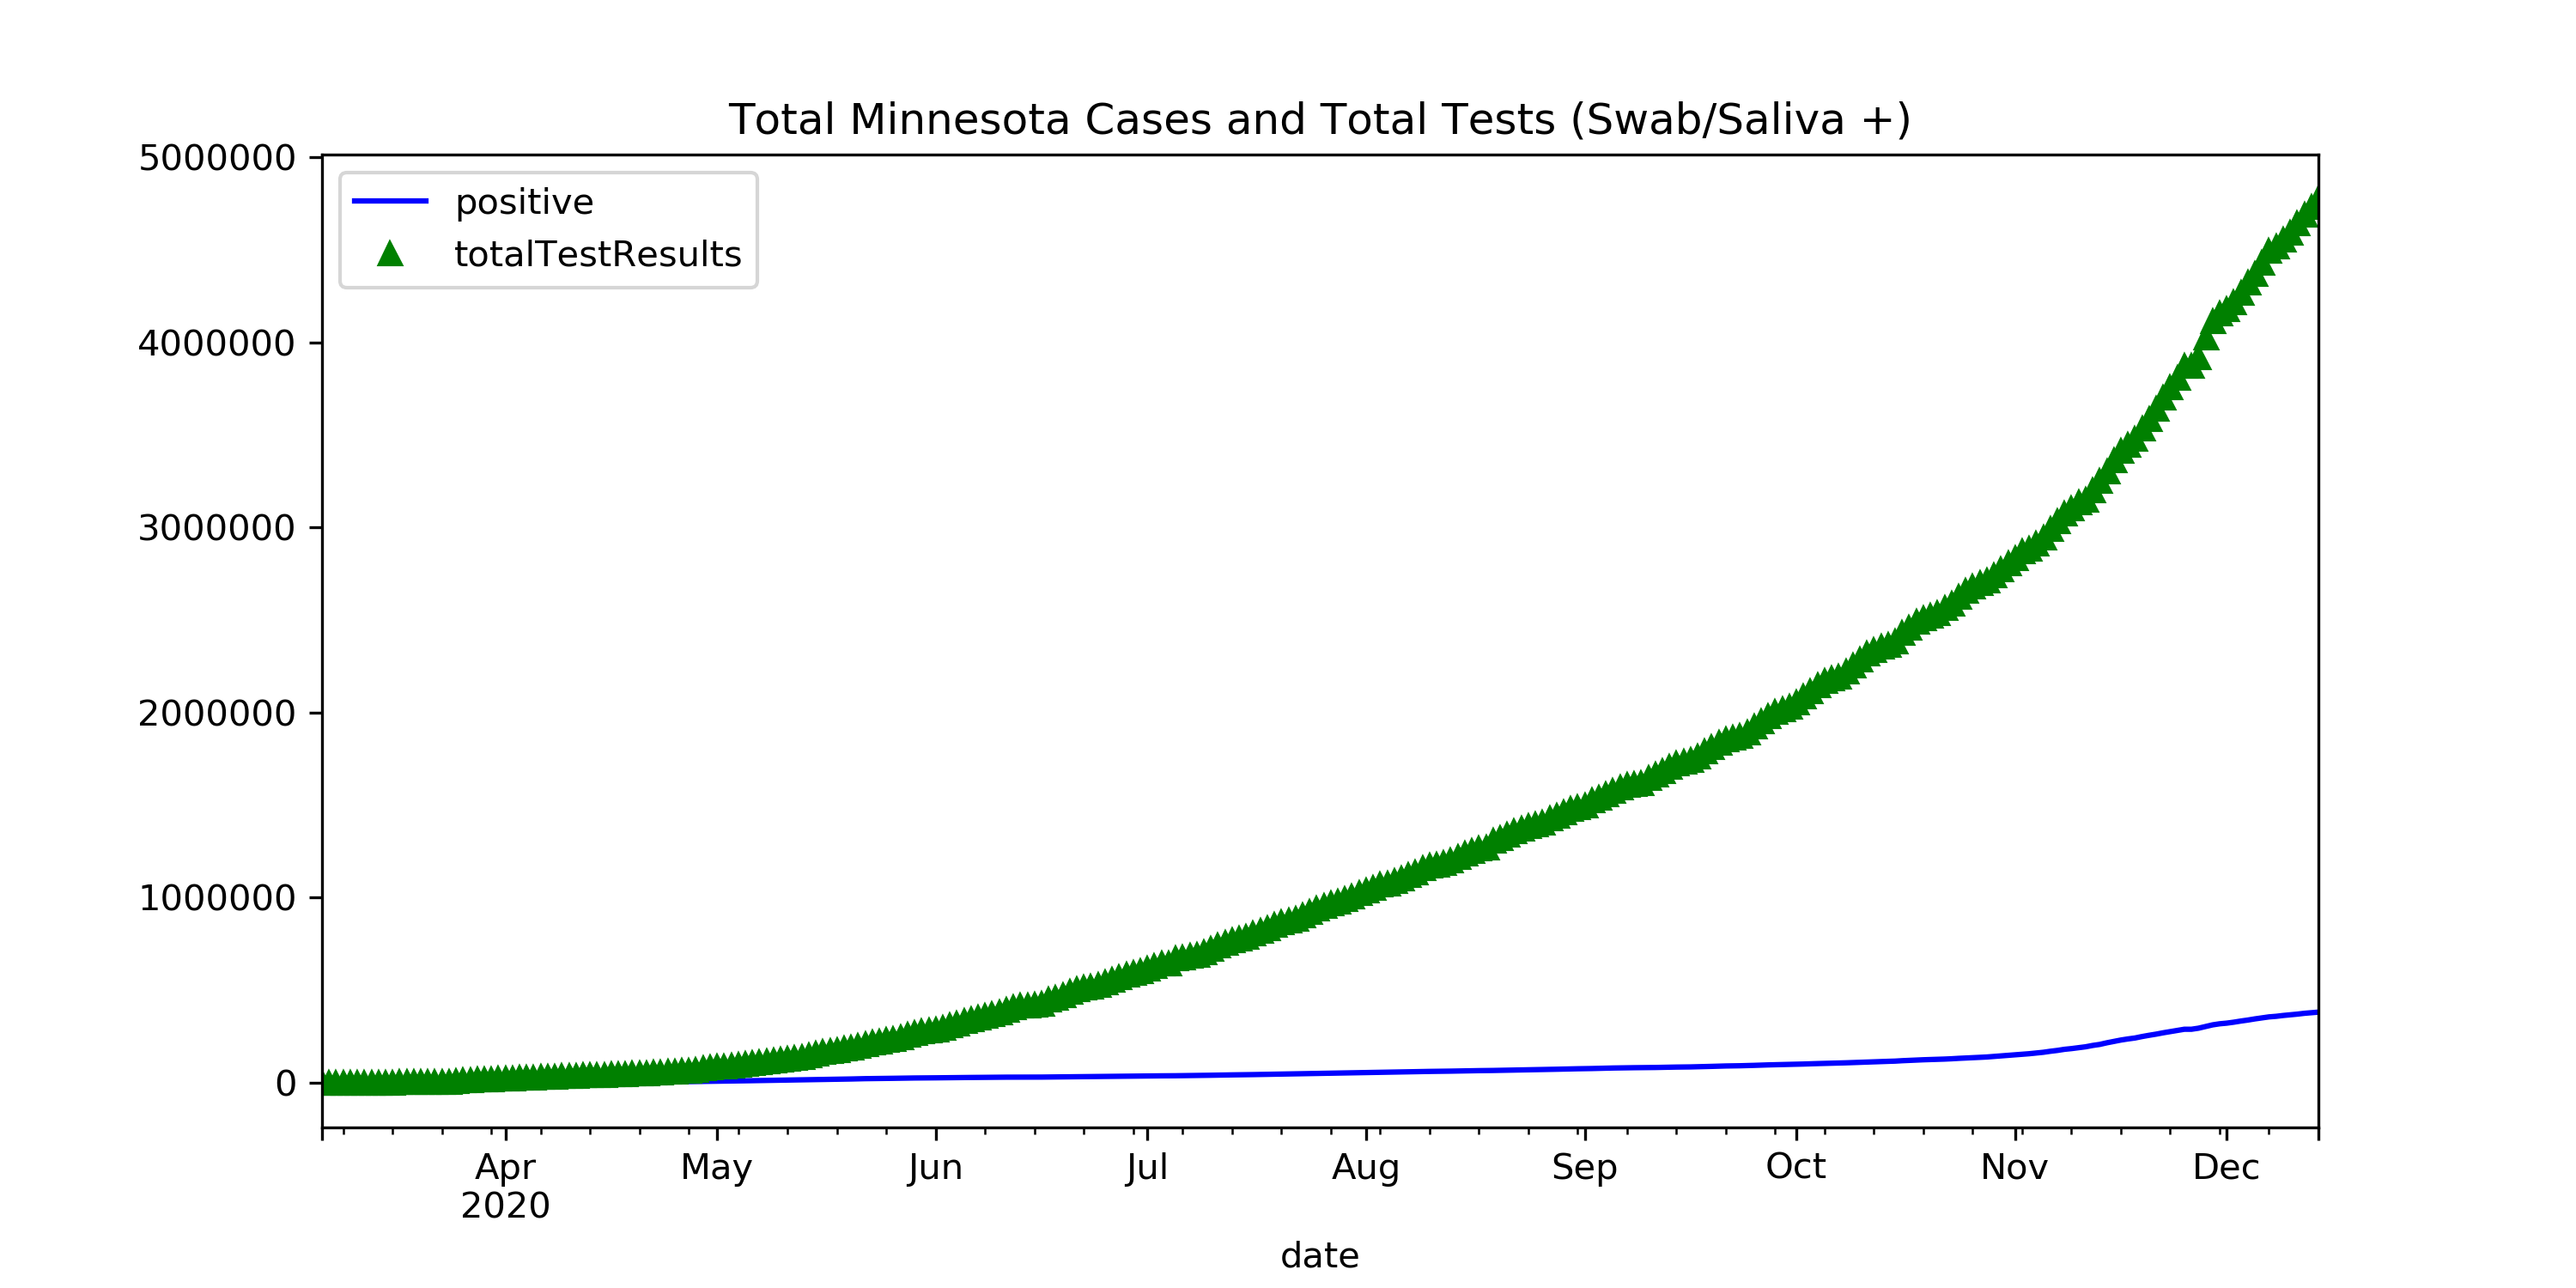 Total Minnesota Cases and Total Tests (Swab/Saliva +)
5000000
4000000
3000000
2000000
1000000
0
positive
totalTestResults
Apr May Jun Jul Aug Sep Oct Nov Dec
2020
date